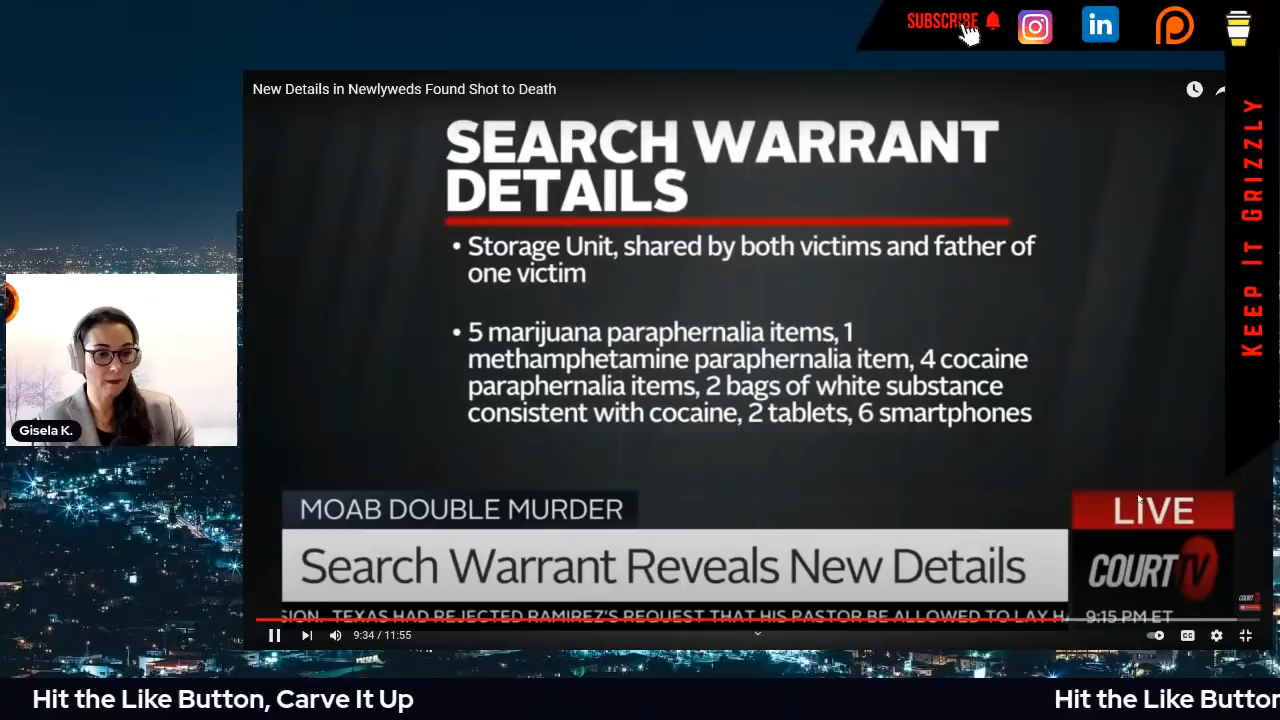 SUBSCRIBE
in
KEEP IT GRIZZLY
New Details in Newlyweds Found Shot to Death
SEARCH WARRANT
DETAILS
• Storage Unit, shared by both victims and father of
one victim
• 5 marijuana paraphernalia items, 1
methamphetamine paraphernalia item, 4 cocaine
paraphernalia items, 2 bags of white substance
consistent with cocaine, 2 tablets, 6 smartphones
Gisela K.
MOAB DOUBLE MURDER
LIVE
Search Warrant Reveals New Details
COURT TV
SION. TEXAS HAD REJECTED RAMIREZ'S REQUEST THAT HIS PASTOR BE ALLOWED TO LAY
9:15 PM ET
9:34 / 11:55
CC
Hit the Like Button, Carve It Up
Hit the Like Button